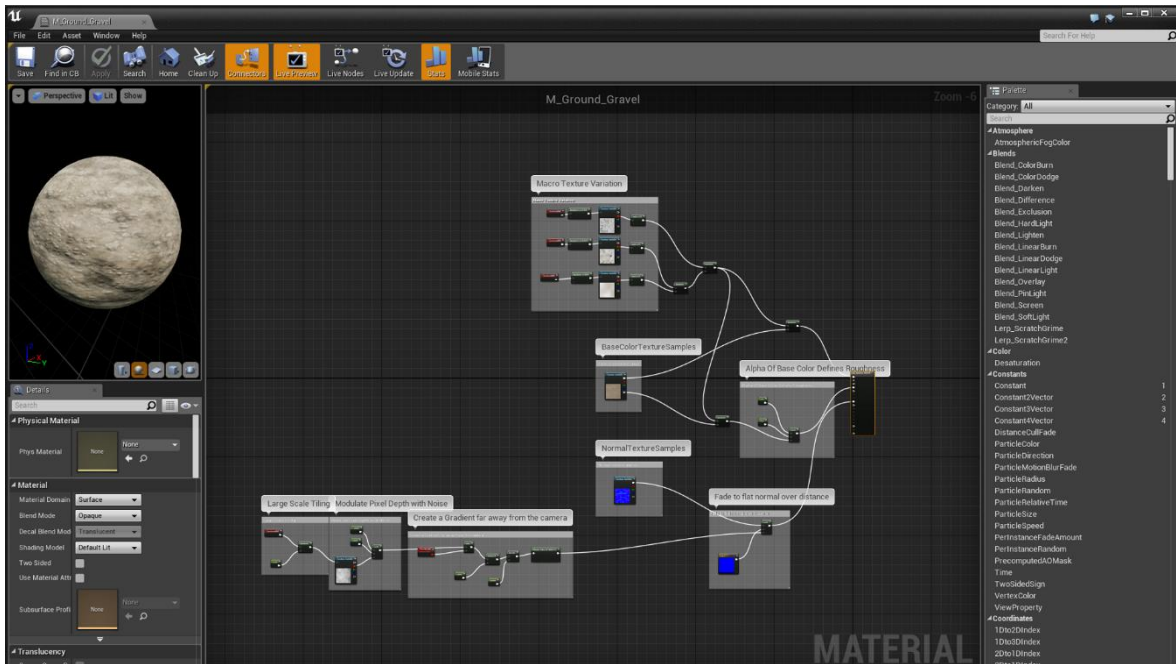 M_Ground_Gravel
File Edit Asset Window Help
Search For Help
Save Find in CB Apply Search Home Clean Up Connectors Live Preview Live Nodes Live Update Stats Mobile Stats
Perspective Lit Show
M_Ground_Gravel
Zoom -6
Macro Texture Variation
BaseColorTextureSamples
Alpha Of Base Color Defines Roughness
NormalTextureSamples
Large Scale Tiling
Modulate Pixel Depth with Noise
Create a Gradient far away from the camera
Fade to flat normal over distance
MATERIAL
Details
Search
Physical Material
Phys Material
None
None
Material
Material Domain Surface
Blend Mode Opaque
Decal Blend Mod Translucent
Shading Model Default Lit
Two Sided
Use Material Att
Subsurface Profi
None
None
Translucency
Palette
Category: All
Search
Atmosphere
AtmosphericFogColor
Blends
Blend_ColorBurn
Blend_ColorDodge
Blend_Darken
Blend_Difference
Blend_Exclusion
Blend_HardLight
Blend_Lighten
Blend_LinearBurn
Blend_LinearDodge
Blend_LinearLight
Blend_Overlay
Blend_PinLight
Blend_Screen
Blend_SoftLight
Lerp_ScratchGrime
Lerp_ScratchGrime2
Color
Desaturation
Constants
Constant 1
Constant2Vector 2
Constant3Vector 3
Constant4Vector 4
DistanceCullFade
ParticleColor
ParticleDirection
ParticleMotionBlurFade
ParticleRadius
ParticleRandom
ParticleRelativeTime
ParticleSize
ParticleSpeed
PerInstanceFadeAmount
PerInstanceRandom
PrecomputedAOMask
Time
TwoSidedSign
VertexColor
ViewProperty
Coordinates
1Dto2DIndex
1Dto3DIndex
2Dto1DIndex